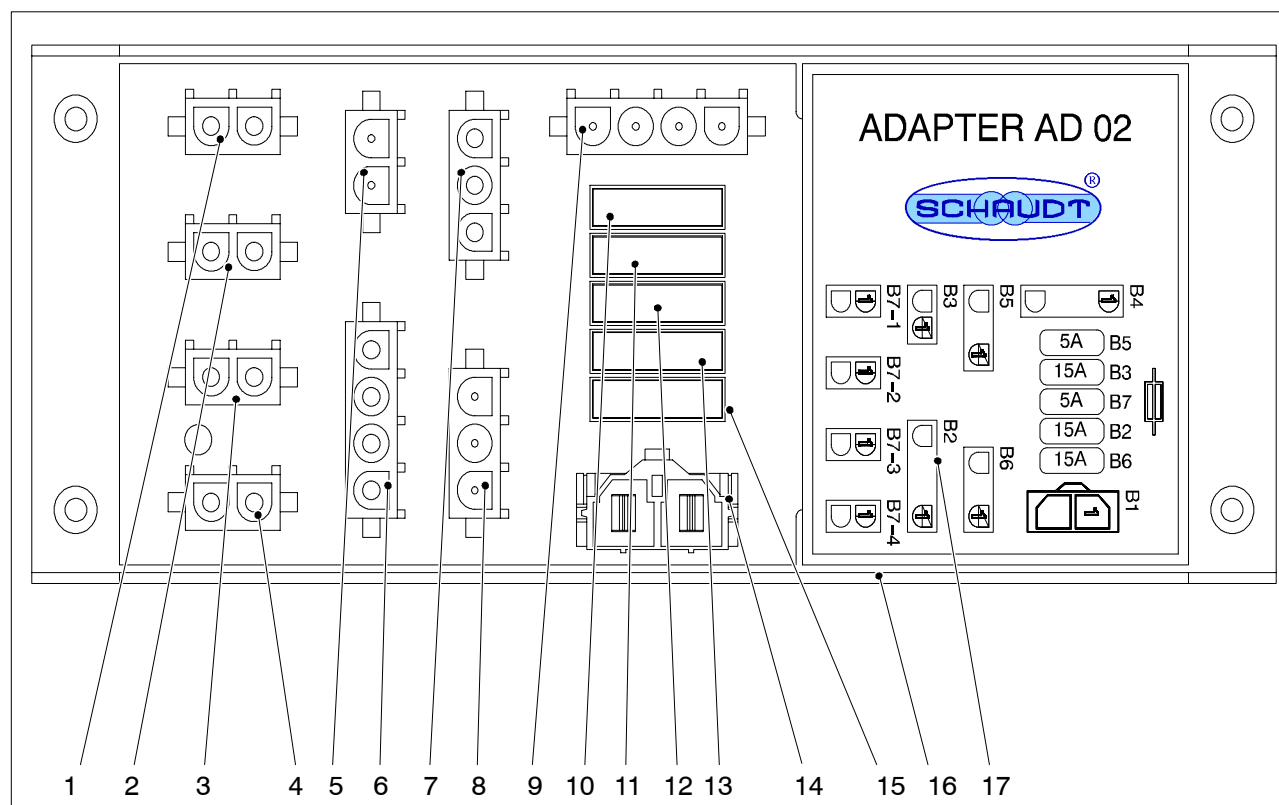 ADAPTER AD 02
®
SCHAUDT
B7-1
B3
B5
B4
5A B5
15A B3
5A B7
15A B2
15A B6
B7-2
B7-3
B2
B6
B1
B7-4
1 2 3 4 5 6 7 8 9 10 11 12 13 14 15 16 17